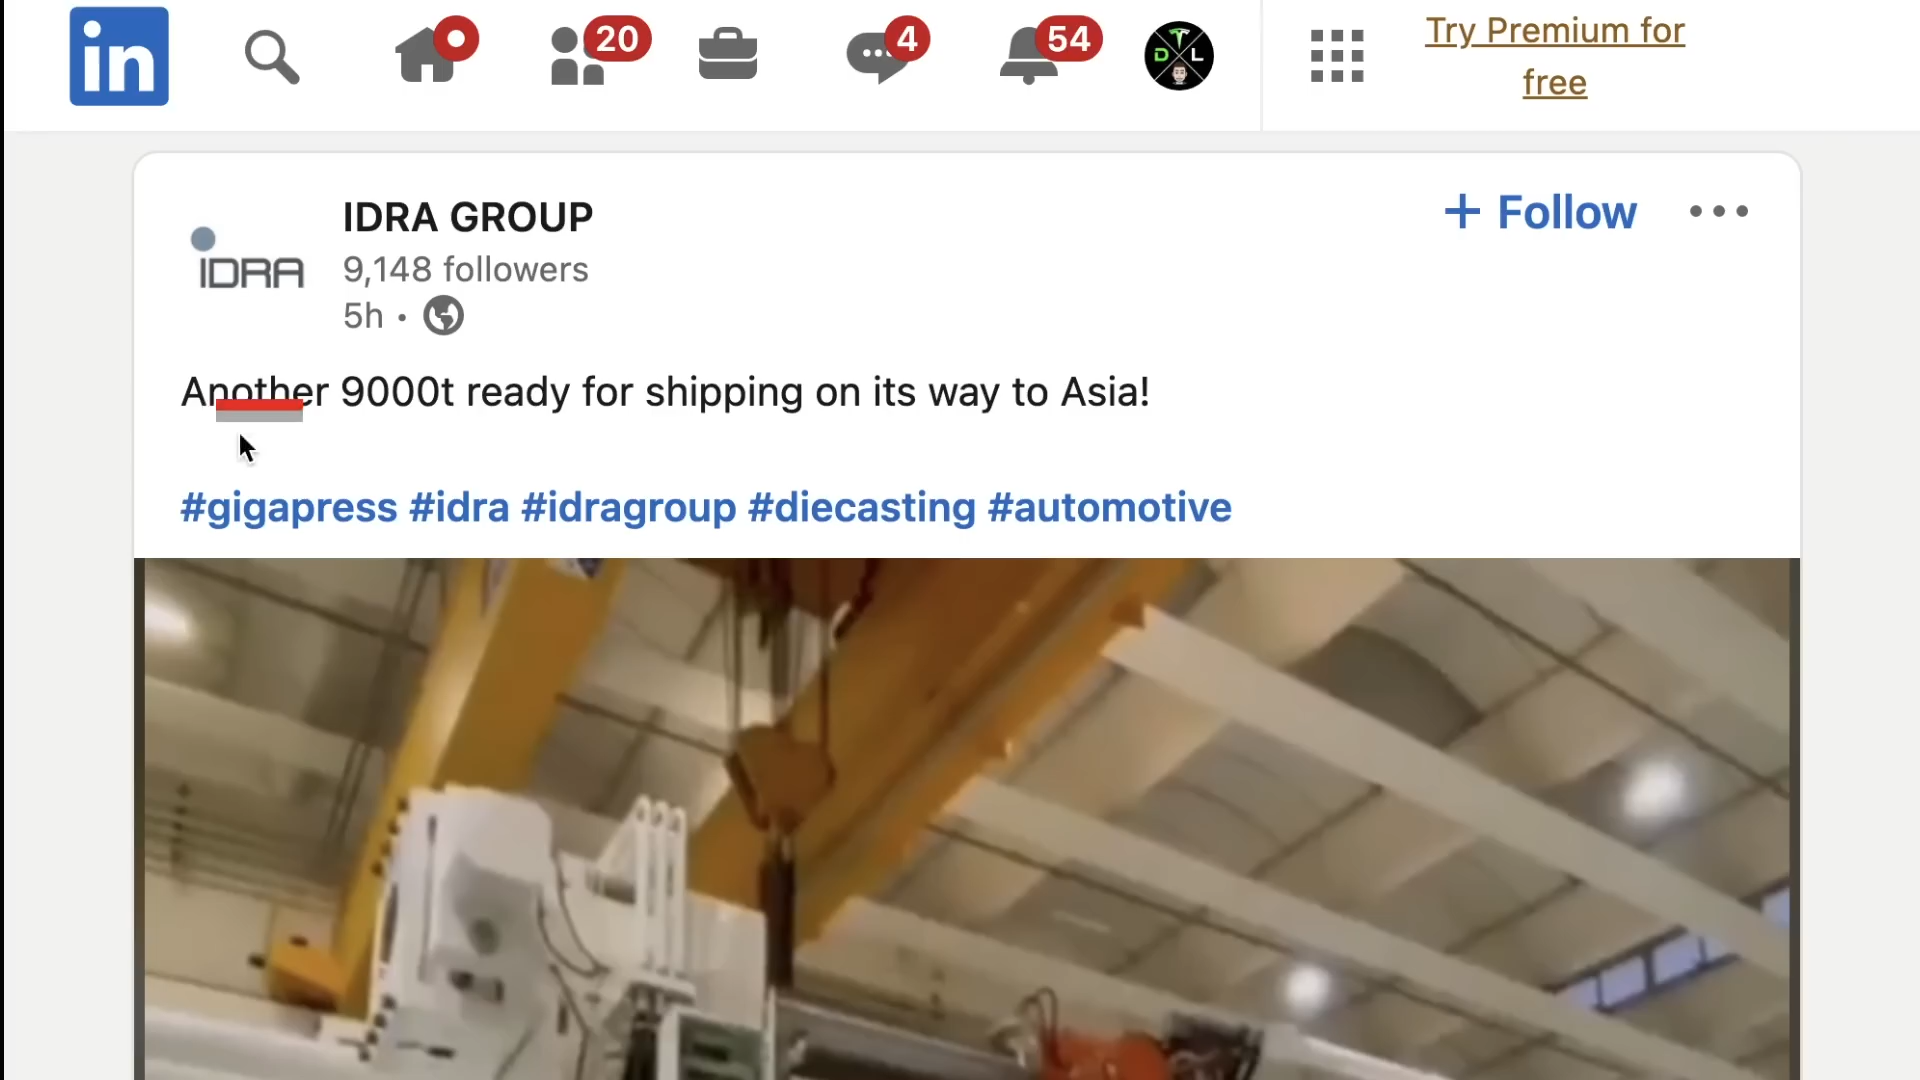 in
20
4
54
D T L
Try Premium for
free
IDRA
IDRA GROUP
9,148 followers
5h •
+ Follow
Another 9000t ready for shipping on its way to Asia!
#gigapress #idra #idragroup #diecasting #automotive